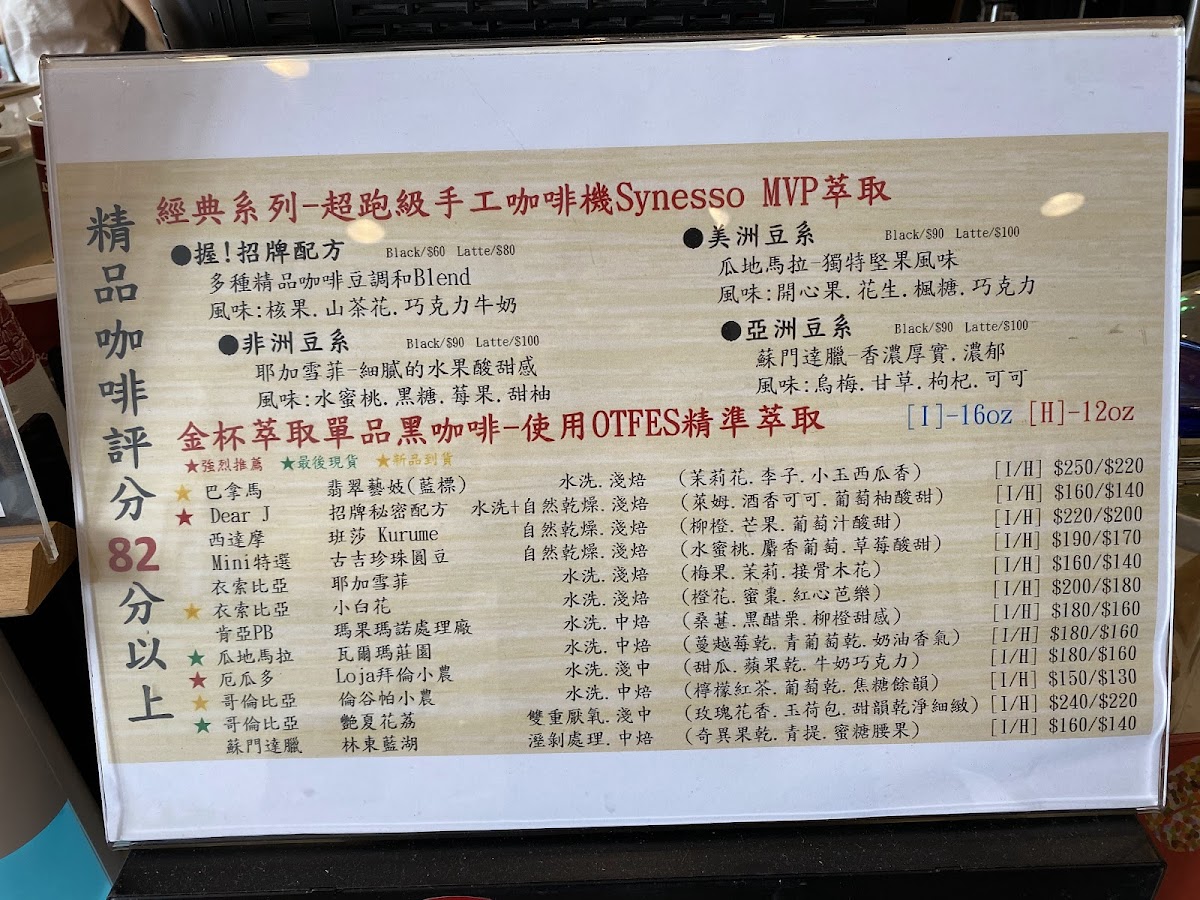 精品咖啡評分82分以上
經典系列-超跑級手工咖啡機Synesso MVP萃取
●握!招牌配方 Black/$60 Latte/$80
多種精品咖啡豆調和Blend
風味:核果.山茶花.巧克力牛奶
●美洲豆系 Black/$90 Latte/$100
瓜地馬拉-獨特堅果風味
風味:開心果.花生.楓糖.巧克力
●非洲豆系 Black/$90 Latte/$100
耶加雪菲-細膩的水果酸甜感
風味:水蜜桃.黑糖.莓果.甜柚
●亞洲豆系 Black/$90 Latte/$100
蘇門達臘-香濃厚實.濃郁
風味:烏梅.甘草.枸杞.可可
金杯萃取單品黑咖啡-使用OTFES精準萃取 [I]-16oz [H]-12oz
★強烈推薦 ★最後現貨 ★新品到貨
★巴拿馬 翡翠藝妓(藍標) 水洗.淺焙 (茉莉花.李子.小玉西瓜香) [I/H] $250/$220
★Dear J 招牌秘密配方 水洗+自然乾燥.淺焙 (萊姆.酒香可可.葡萄柚酸甜) [I/H] $160/$140
西達摩 班莎 Kurume 自然乾燥.淺焙 (柳橙.芒果.葡萄汁酸甜) [I/H] $220/$200
Mini特選 古吉珍珠圓豆 自然乾燥.淺焙 (水蜜桃.麝香葡萄.草莓酸甜) [I/H] $190/$170
衣索比亞 耶加雪菲 水洗.淺焙 (梅果.茉莉.接骨木花) [I/H] $160/$140
★衣索比亞 小白花 水洗.淺焙 (橙花.蜜棗.紅心芭樂) [I/H] $200/$180
肯亞PB 瑪果瑪諾處理廠 水洗.中焙 (桑葚.黑醋栗.柳橙甜感) [I/H] $180/$160
★瓜地馬拉 瓦爾瑪莊園 水洗.中焙 (蔓越莓乾.青葡萄乾.奶油香氣) [I/H] $180/$160
★厄瓜多 Loja拜倫小農 水洗.淺中 (甜瓜.蘋果乾.牛奶巧克力) [I/H] $180/$160
★哥倫比亞 倫谷帕小農 水洗.中焙 (檸檬紅茶.葡萄乾.焦糖餘韻) [I/H] $150/$130
★哥倫比亞 艷夏花荔 雙重厭氧.淺中 (玫瑰花香.玉荷包.甜韻乾淨細緻) [I/H] $240/$220
蘇門達臘 林東藍湖 溼剝處理.中焙 (奇異果乾.青提.蜜糖腰果) [I/H] $160/$140